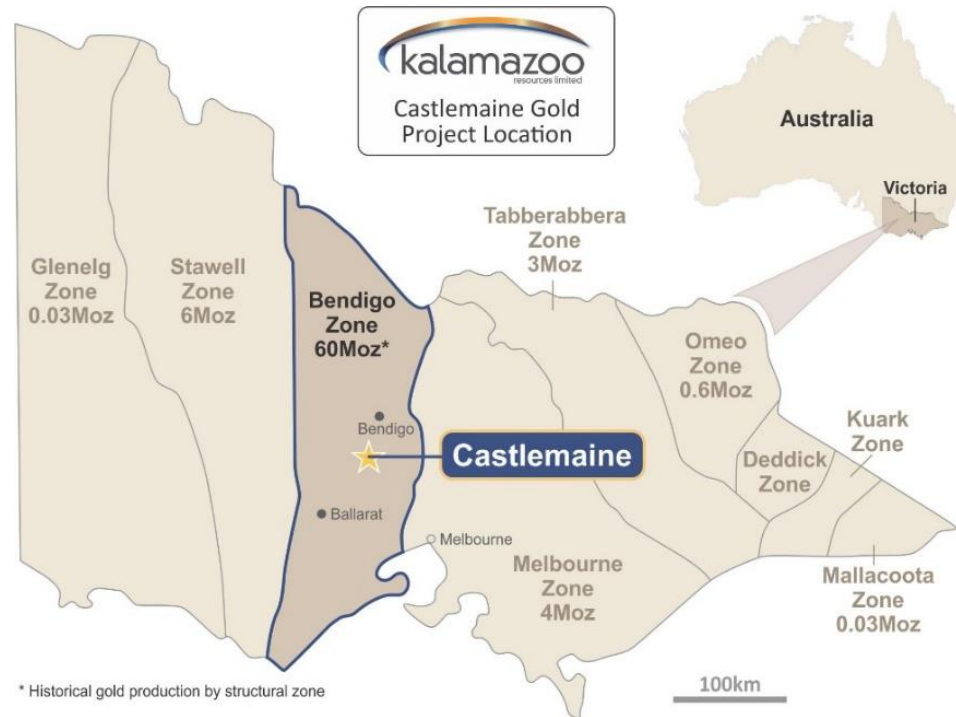 kalamazoo
resources limited
Castlemaine Gold
Project Location
Australia
Victoria
Tabberabbera
Zone
3Moz
Glenelg
Zone
0.03Moz
Stawell
Zone
6Moz
Bendigo
Zone
60Moz*
Omeo
Zone
0.6Moz
Kuark
Zone
Bendigo
Castlemaine
Deddick
Zone
Ballarat
Melbourne
Melbourne
Zone
4Moz
Mallacoota
Zone
0.03Moz
* Historical gold production by structural zone
100km